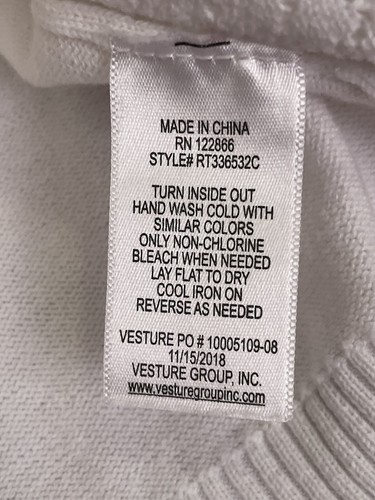 MADE IN CHINA
RN 122866
STYLE# RT336532C
TURN INSIDE OUT
HAND WASH COLD WITH
SIMILAR COLORS
ONLY NON-CHLORINE
BLEACH WHEN NEEDED
LAY FLAT TO DRY
COOL IRON ON
REVERSE AS NEEDED
VESTURE PO # 10005109-08
11/15/2018
VESTURE GROUP, INC.
www.vesturegroupinc.com